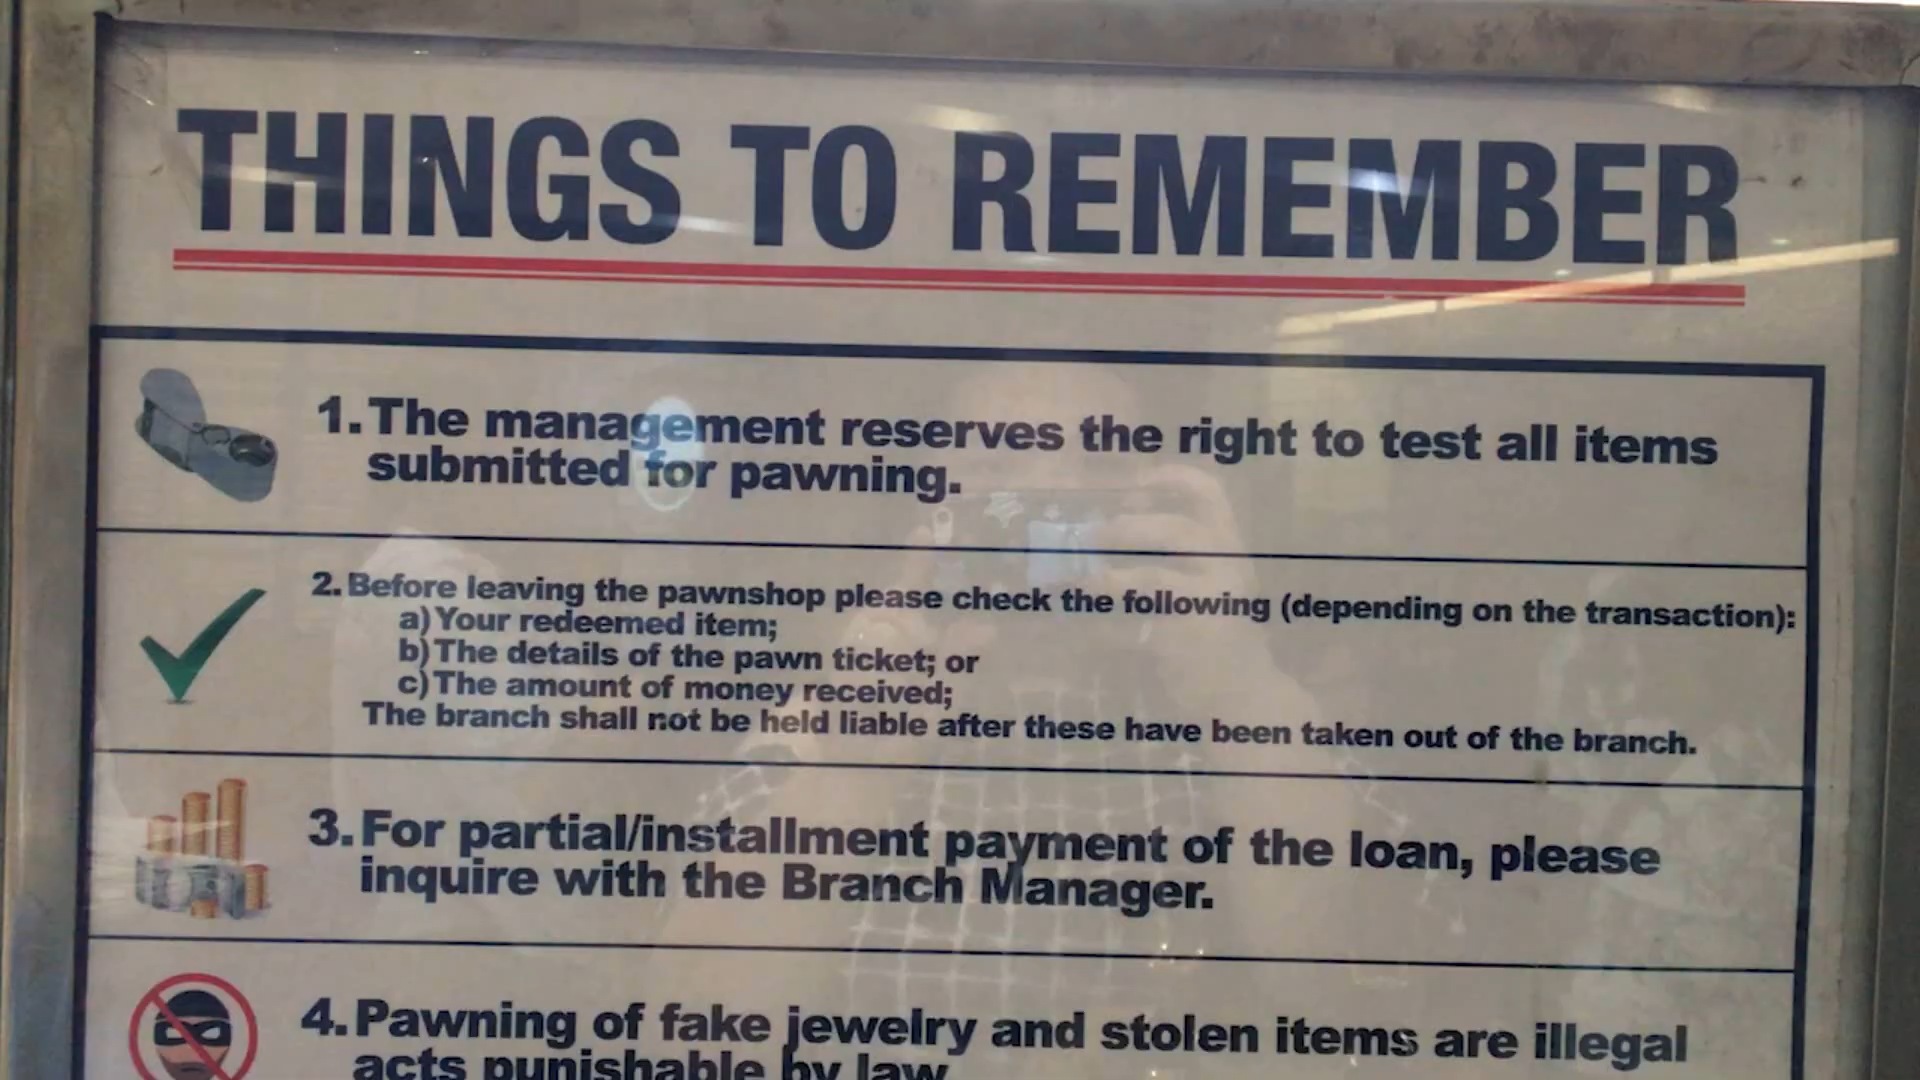 THINGS TO REMEMBER
1. The management reserves the right to test all items
submitted for pawning.
2. Before leaving the pawnshop please check the following (depending on the transaction):
a) Your redeemed item;
b) The details of the pawn ticket; or
c) The amount of money received;
The branch shall not be held liable after these have been taken out of the branch.
3. For partial/installment payment of the loan, please
inquire with the Branch Manager.
4. Pawning of fake jewelry and stolen items are illegal
acts punishable by law